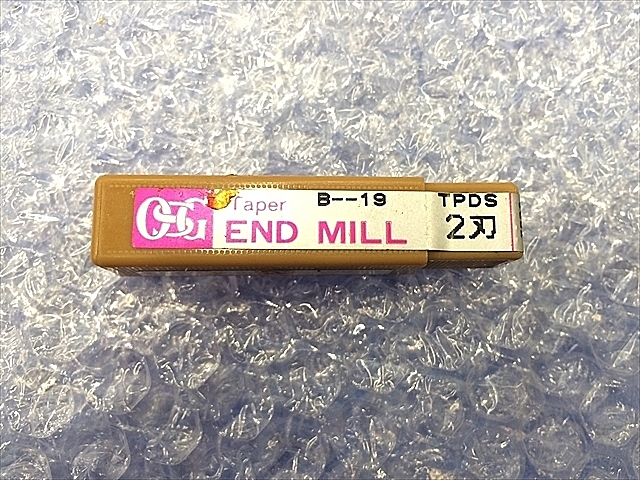 OSG Taper B--19 TPDS
END MILL 2刃